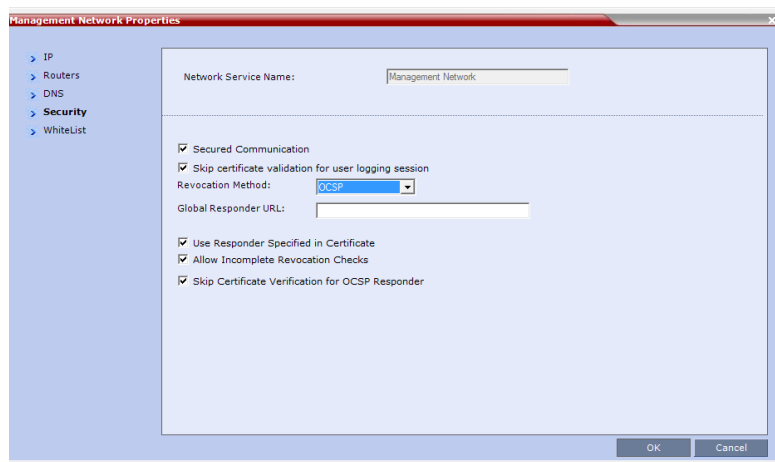 Management Network Properties
IP
Routers
DNS
Security
WhiteList
Network Service Name: Management Network
Secured Communication
Skip certificate validation for user logging session
Revocation Method: OCSP
Global Responder URL:
Use Responder Specified in Certificate
Allow Incomplete Revocation Checks
Skip Certificate Verification for OCSP Responder
OK Cancel